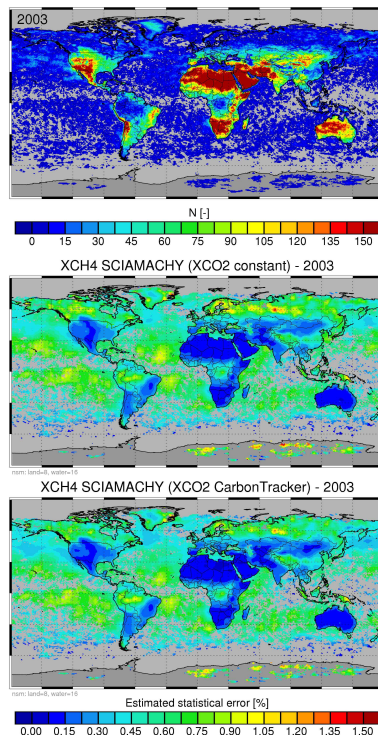 2003
N [-]
0 15 30 45 60 75 90 105 120 135 150
XCH4 SCIAMACHY (XCO2 constant) - 2003
nsm: land=8, water=16
XCH4 SCIAMACHY (XCO2 CarbonTracker) - 2003
nsm: land=8, water=16
Estimated statistical error [%]
0.00 0.15 0.30 0.45 0.60 0.75 0.90 1.05 1.20 1.35 1.50